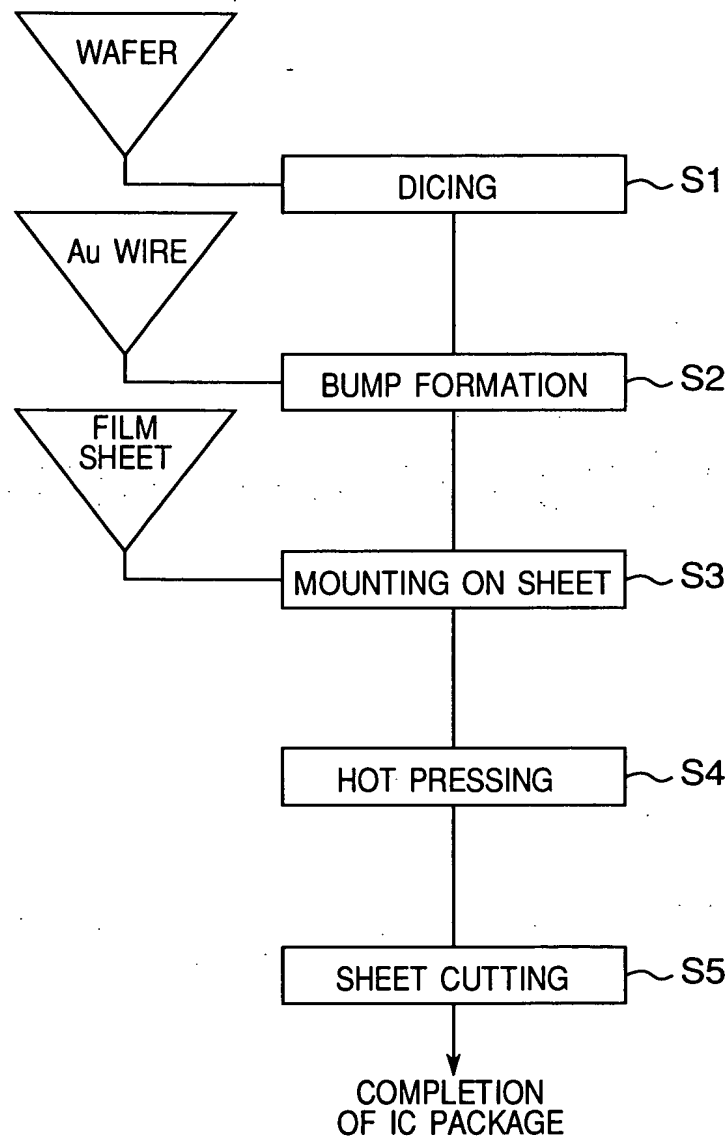 WAFER
DICING
S1
Au WIRE
BUMP FORMATION
S2
FILM
SHEET
MOUNTING ON SHEET
S3
HOT PRESSING
S4
SHEET CUTTING
S5
COMPLETION
OF IC PACKAGE